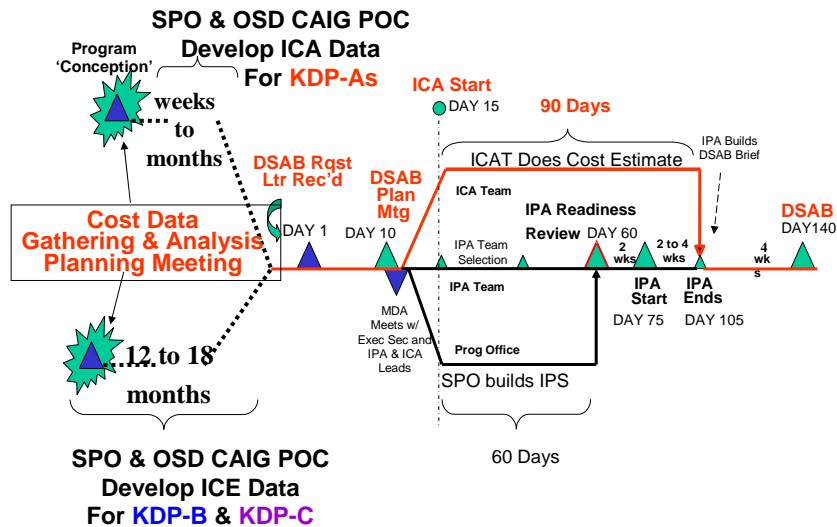 SPO & OSD CAIG POC
Develop ICA Data
For KDP-As
Program
'Conception'
weeks
to
months
ICA Start
DAY 15
90 Days
IPA Builds
DSAB Brief
ICAT Does Cost Estimate
DSAB Rqst
Ltr Rec'd
DSAB
Plan
Mtg
ICA Team
IPA Readiness
Review
DAY 60
DSAB
DAY140
Cost Data
Gathering & Analysis
Planning Meeting
DAY 1
DAY 10
IPA Team
Selection
2
wks
2 to 4
wks
4
wk
s
IPA Team
IPA
Start
DAY 75
IPA
Ends
DAY 105
MDA
Meets w/
Exec Sec and
IPA & ICA
Leads
Prog Office
SPO builds IPS
12 to 18
months
60 Days
SPO & OSD CAIG POC
Develop ICE Data
For KDP-B & KDP-C